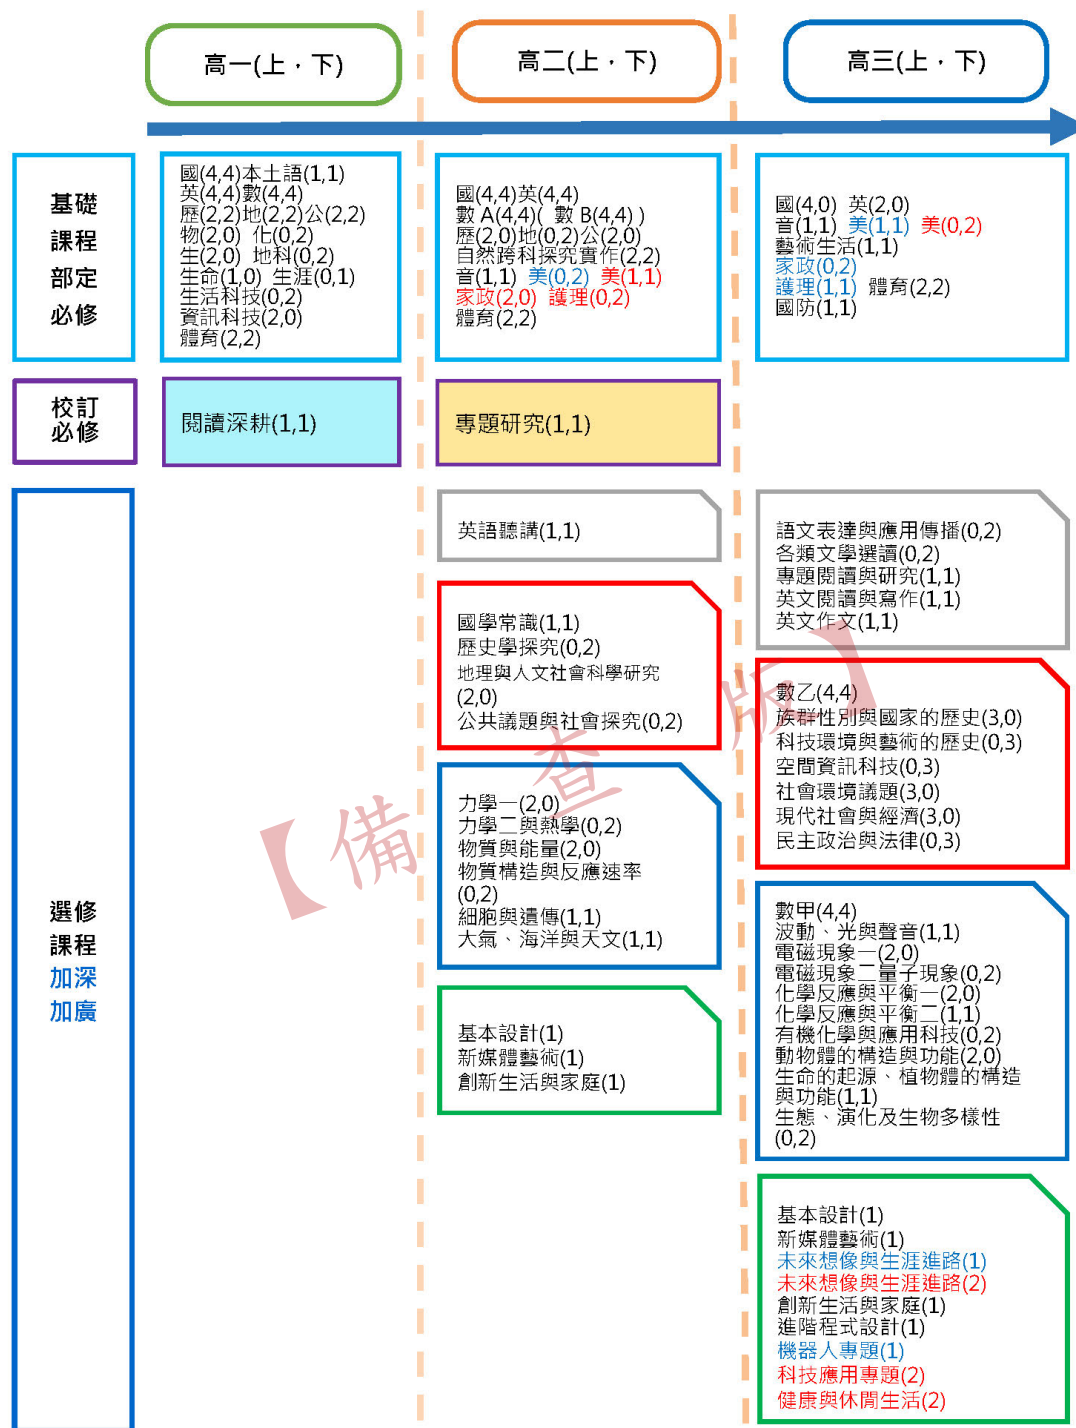 高一(上，下)
高二(上，下)
高三(上，下)
基礎
課程
部定
必修
國(4,4)本土語(1,1)
英(4,4)數(4,4)
歷(2,2)地(2,2)公(2,2)
物(2,0) 化(0,2)
生(2,0) 地科(0,2)
生命(1,0) 生涯(0,1)
生活科技(0,2)
資訊科技(2,0)
體育(2,2)
國(4,4)英(4,4)
數 A(4,4)( 數 B(4,4) )
歷(2,0)地(0,2)公(2,0)
自然跨科探究實作(2,2)
音(1,1) 美(0,2) 美(1,1)
家政(2,0) 護理(0,2)
體育(2,2)
國(4,0) 英(2,0)
音(1,1) 美(1,1) 美(0,2)
藝術生活(1,1)
家政(0,2)
護理(1,1) 體育(2,2)
國防(1,1)
校訂
必修
閱讀深耕(1,1)
專題研究(1,1)
選修
課程
加深
加廣
英語聽講(1,1)
國學常識(1,1)
歷史學探究(0,2)
地理與人文社會科學研究
(2,0)
公共議題與社會探究(0,2)
力學一(2,0)
力學二與熱學(0,2)
物質與能量(2,0)
物質構造與反應速率
(0,2)
細胞與遺傳(1,1)
大氣、海洋與天文(1,1)
基本設計(1)
新媒體藝術(1)
創新生活與家庭(1)
語文表達與應用傳播(0,2)
各類文學選讀(0,2)
專題閱讀與研究(1,1)
英文閱讀與寫作(1,1)
英文作文(1,1)
數乙(4,4)
族群性別與國家的歷史(3,0)
科技環境與藝術的歷史(0,3)
空間資訊科技(0,3)
社會環境議題(3,0)
現代社會與經濟(3,0)
民主政治與法律(0,3)
數甲(4,4)
波動、光與聲音(1,1)
電磁現象一(2,0)
電磁現象二量子現象(0,2)
化學反應與平衡一(2,0)
化學反應與平衡二(1,1)
有機化學與應用科技(0,2)
動物體的構造與功能(2,0)
生命的起源、植物體的構造
與功能(1,1)
生態、演化及生物多樣性
(0,2)
基本設計(1)
新媒體藝術(1)
未來想像與生涯進路(1)
未來想像與生涯進路(2)
創新生活與家庭(1)
進階程式設計(1)
機器人專題(1)
科技應用專題(2)
健康與休閒生活(2)
【備查版】